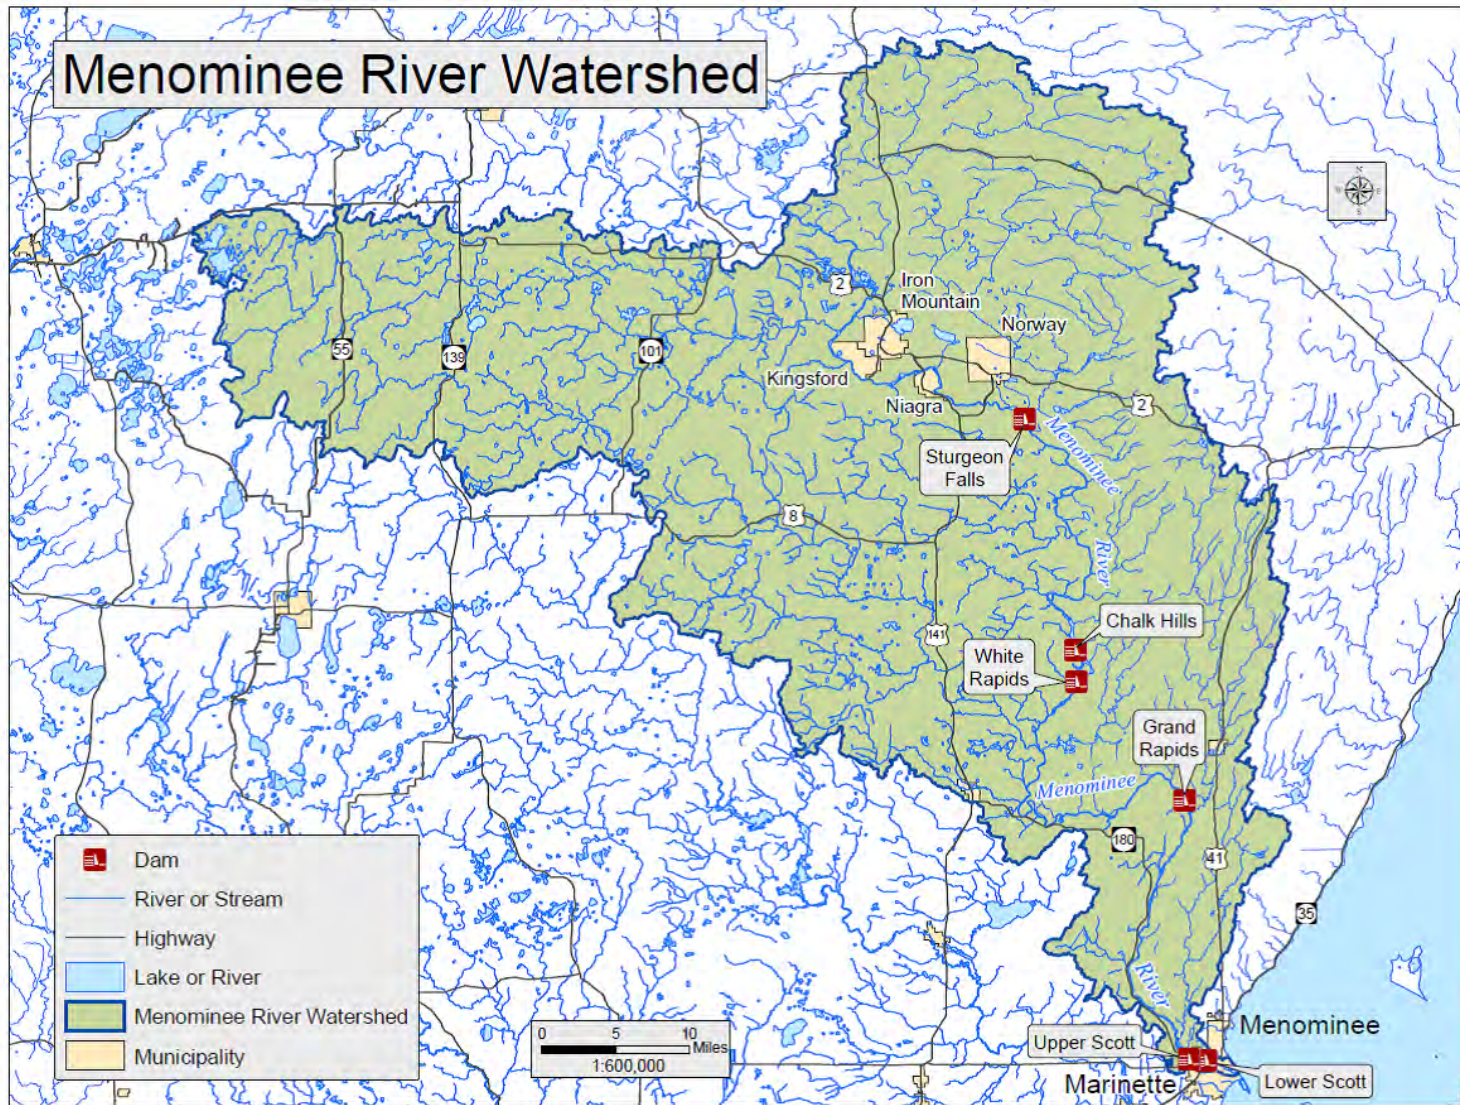 Menominee River Watershed
N
W
E
S
2
Iron
Mountain
Norway
55
139
101
Kingsford
Niagra
2
Sturgeon
Falls
Menominee
8
River
Chalk Hills
141
White
Rapids
Grand
Rapids
Menominee
180
41
35
River
Menominee
Upper Scott
Marinette
Lower Scott
Dam
River or Stream
Highway
Lake or River
Menominee River Watershed
Municipality
0 5 10
Miles
1:600,000